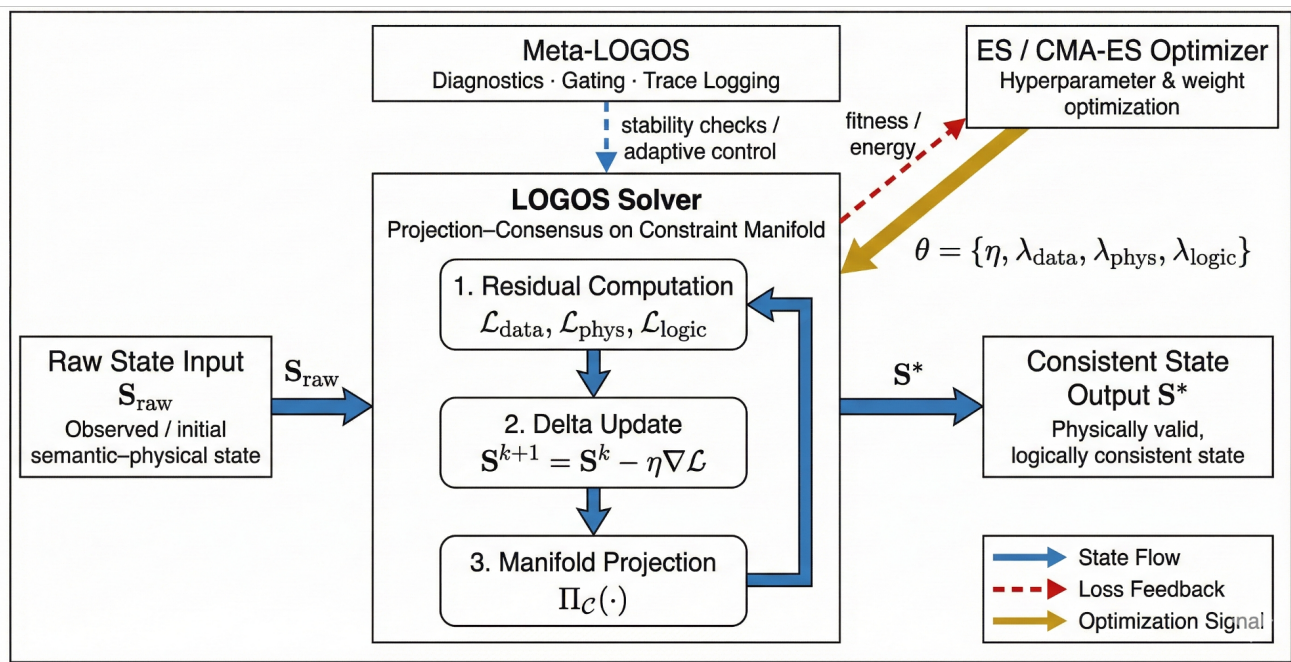 Meta-LOGOS
Diagnostics · Gating · Trace Logging
ES / CMA-ES Optimizer
Hyperparameter & weight
optimization
stability checks /
adaptive control
fitness /
energy
LOGOS Solver
Projection–Consensus on Constraint Manifold
θ = {η, λ_data, λ_phys, λ_logic}
1. Residual Computation
ℒ_data, ℒ_phys, ℒ_logic
2. Delta Update
S^{k+1} = S^k − η∇ℒ
3. Manifold Projection
Π_𝒞(·)
Raw State Input
S_raw
Observed / initial
semantic–physical state
S_raw
S*
Consistent State
Output S*
Physically valid,
logically consistent state
State Flow
Loss Feedback
Optimization Signal